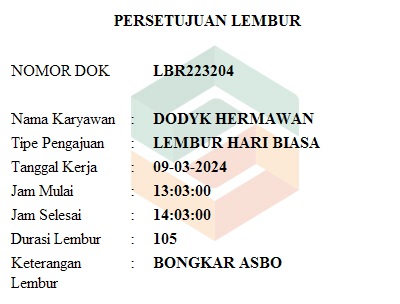 PERSETUJUAN LEMBUR
NOMOR DOK LBR223204
Nama Karyawan : DODYK HERMAWAN
Tipe Pengajuan : LEMBUR HARI BIASA
Tanggal Kerja : 09-03-2024
Jam Mulai : 13:03:00
Jam Selesai : 14:03:00
Durasi Lembur : 105
Keterangan : BONGKAR ASBO
Lembur